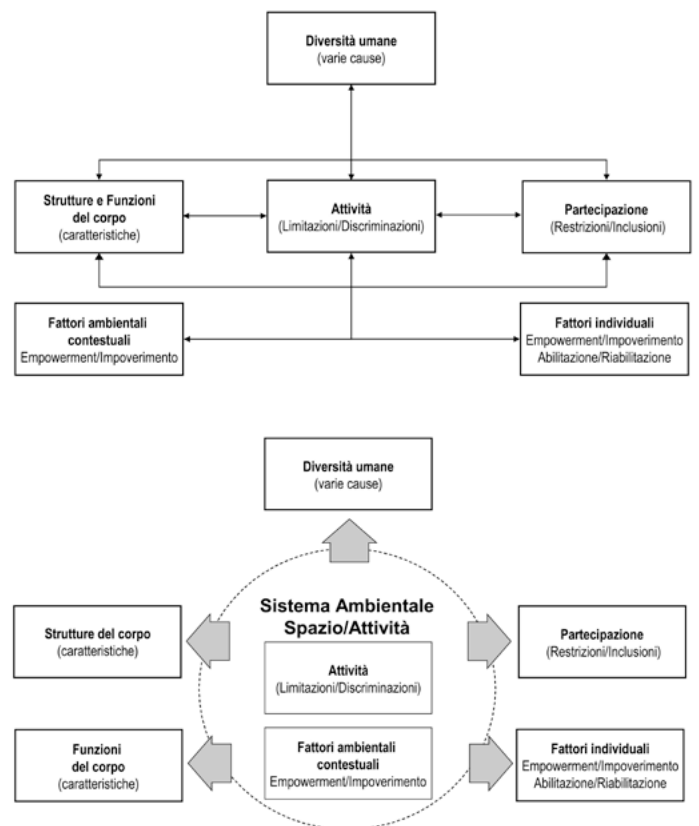 Diversità umane
(varie cause)
Strutture e Funzioni
del corpo
(caratteristiche)
Attività
(Limitazioni/Discriminazioni)
Partecipazione
(Restrizioni/Inclusioni)
Fattori ambientali
contestuali
Empowerment/Impoverimento
Fattori individuali
Empowerment/Impoverimento
Abilitazione/Riabilitazione
Diversità umane
(varie cause)
Sistema Ambientale
Spazio/Attività
Strutture del corpo
(caratteristiche)
Attività
(Limitazioni/Discriminazioni)
Partecipazione
(Restrizioni/Inclusioni)
Funzioni
del corpo
(caratteristiche)
Fattori ambientali
contestuali
Empowerment/Impoverimento
Fattori individuali
Empowerment/Impoverimento
Abilitazione/Riabilitazione